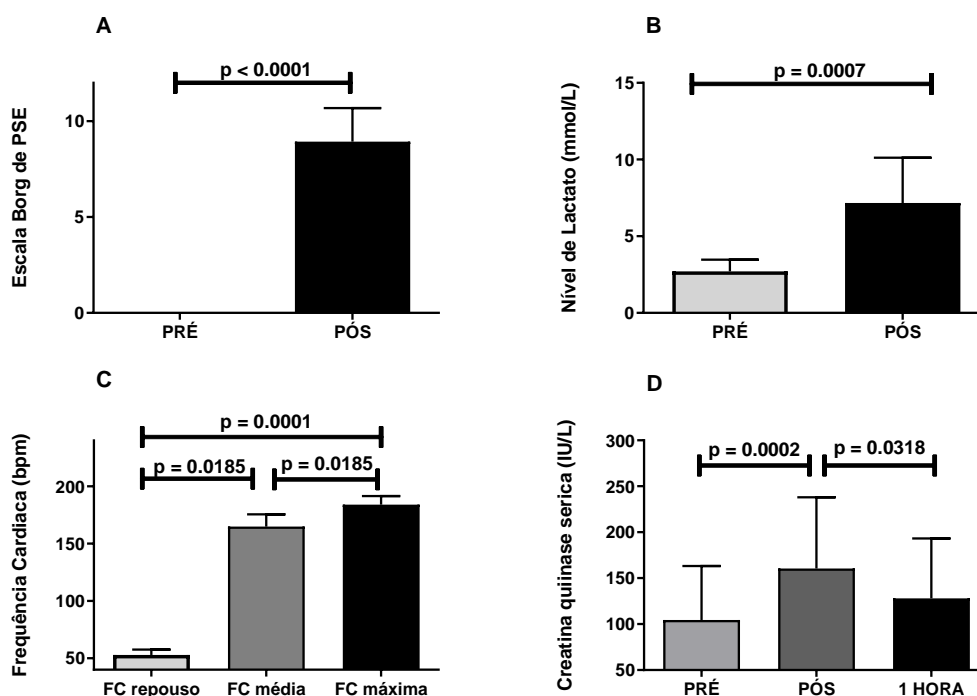 A
p < 0.0001
Escala Borg de PSE
10
5
0
PRÉ
PÓS
B
p = 0.0007
Nível de Lactato (mmol/L)
15
10
5
0
PRÉ
PÓS
C
p = 0.0001
p = 0.0185
p = 0.0185
Frequência Cardiaca (bpm)
200
150
100
50
FC repouso
FC média
FC máxima
D
p = 0.0002
p = 0.0318
Creatina quiinase serica (IU/L)
300
250
200
150
100
50
PRÉ
PÓS
1 HORA